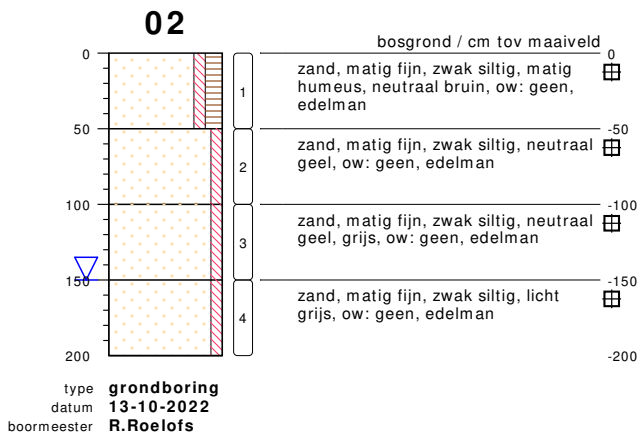 02
bosgrond / cm tov maaiveld
0
0
zand, matig fijn, zwak siltig, matig
humeus, neutraal bruin, ow: geen,
edelman
1
50
-50
zand, matig fijn, zwak siltig, neutraal
geel, ow: geen, edelman
2
100
-100
zand, matig fijn, zwak siltig, neutraal
geel, grijs, ow: geen, edelman
3
150
-150
zand, matig fijn, zwak siltig, licht
grijs, ow: geen, edelman
4
200
-200
type grondboring
datum 13-10-2022
boormeester R.Roelofs